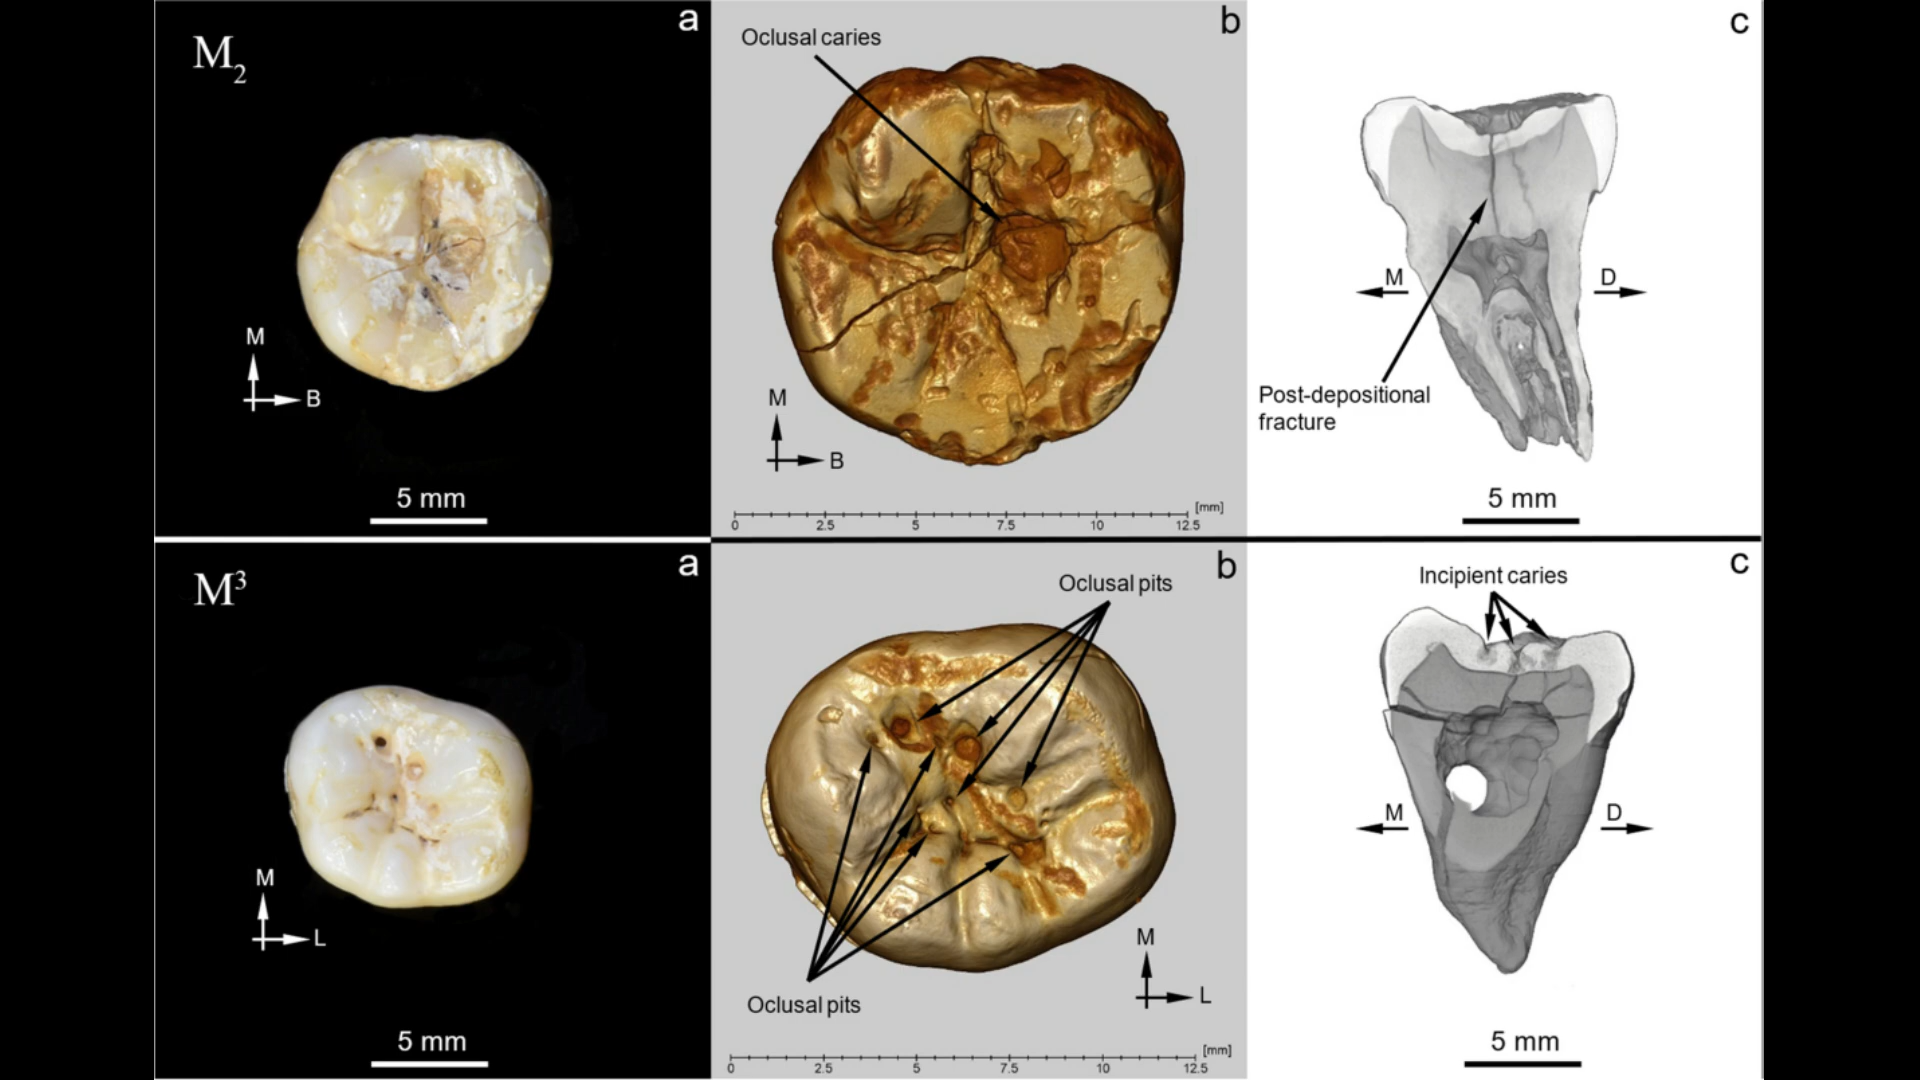 M2
a
M
B
5 mm
b
Oclusal caries
M
B
[mm]
0 2.5 5 7.5 10 12.5
c
M
D
Post-depositional
fracture
5 mm
M3
a
M
L
5 mm
b
Oclusal pits
Oclusal pits
M
L
[mm]
0 2.5 5 7.5 10 12.5
c
Incipient caries
M
D
5 mm